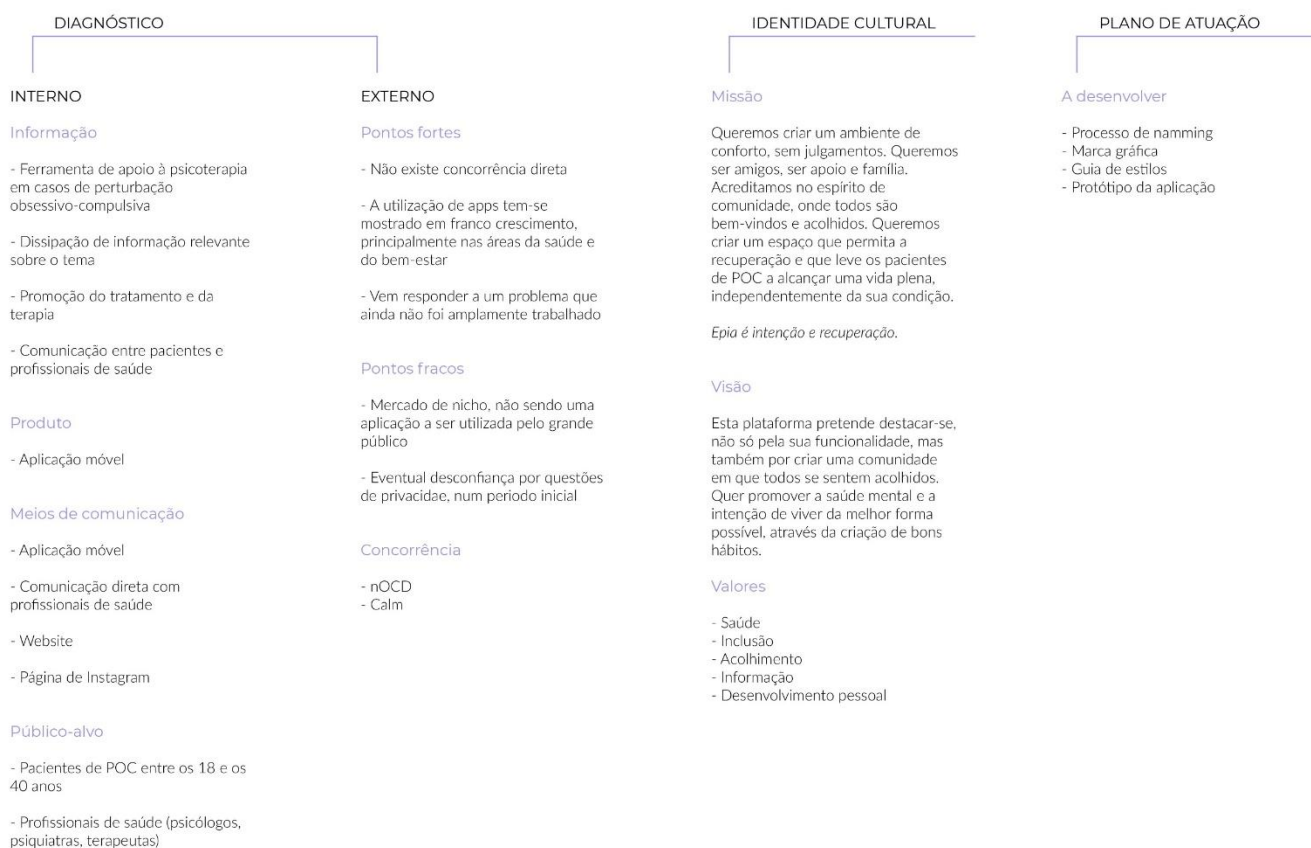 DIAGNÓSTICO
INTERNO
Informação
- Ferramenta de apoio à psicoterapia
em casos de perturbação
obsessivo-compulsiva
- Dissipação de informação relevante
sobre o tema
- Promoção do tratamento e da
terapia
- Comunicação entre pacientes e
profissionais de saúde
Produto
- Aplicação móvel
Meios de comunicação
- Aplicação móvel
- Comunicação direta com
profissionais de saúde
- Website
- Página de Instagram
Público-alvo
- Pacientes de POC entre os 18 e os
40 anos
- Profissionais de saúde (psicólogos,
psiquiatras, terapeutas)
EXTERNO
Pontos fortes
- Não existe concorrência direta
- A utilização de apps tem-se
mostrado em franco crescimento,
principalmente nas áreas da saúde e
do bem-estar
- Vem responder a um problema que
ainda não foi amplamente trabalhado
Pontos fracos
- Mercado de nicho, não sendo uma
aplicação a ser utilizada pelo grande
público
- Eventual desconfiança por questões
de privacidae, num periodo inicial
Concorrência
- nOCD
- Calm
IDENTIDADE CULTURAL
Missão
Queremos criar um ambiente de
conforto, sem julgamentos. Queremos
ser amigos, ser apoio e família.
Acreditamos no espírito de
comunidade, onde todos são
bem-vindos e acolhidos. Queremos
criar um espaço que permita a
recuperação e que leve os pacientes
de POC a alcançar uma vida plena,
independentemente da sua condição.
Epia é intenção e recuperação.
Visão
Esta plataforma pretende destacar-se,
não só pela sua funcionalidade, mas
também por criar uma comunidade
em que todos se sentem acolhidos.
Quer promover a saúde mental e a
intenção de viver da melhor forma
possível, através da criação de bons
hábitos.
Valores
- Saúde
- Inclusão
- Acolhimento
- Informação
- Desenvolvimento pessoal
PLANO DE ATUAÇÃO
A desenvolver
- Processo de namming
- Marca gráfica
- Guia de estilos
- Protótipo da aplicação